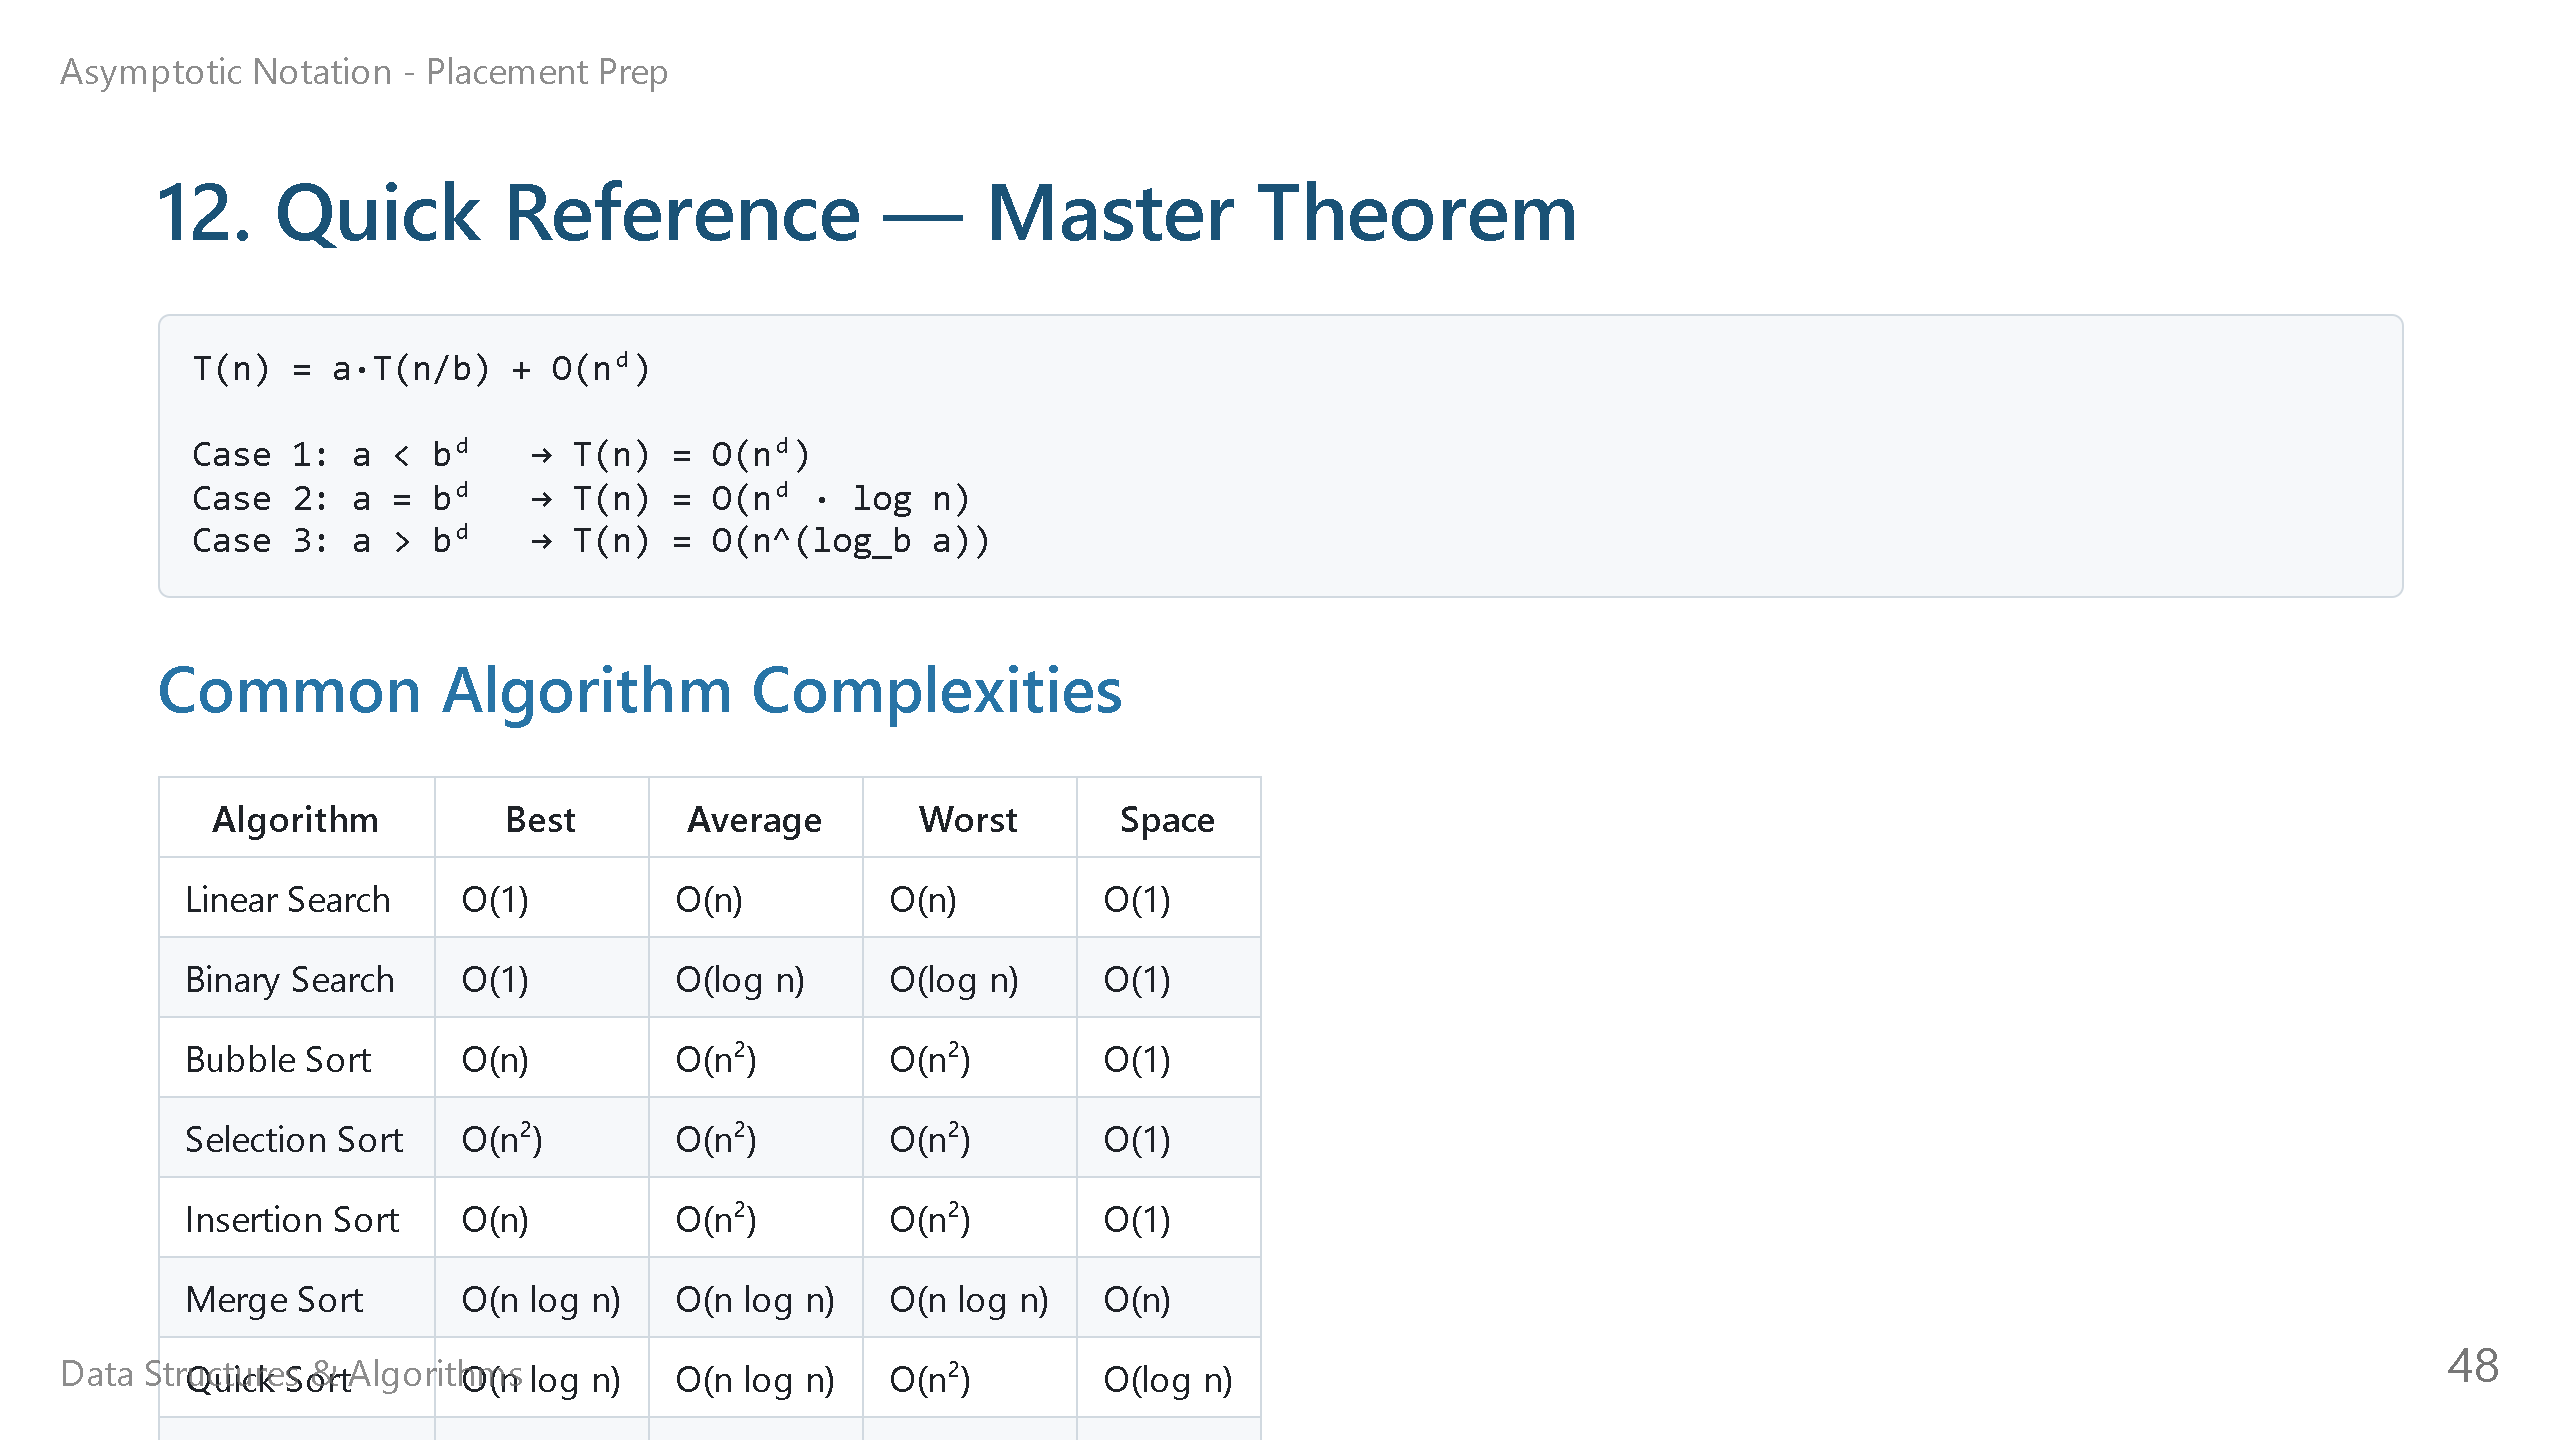 Asymptotic Notation - Placement Prep
12. Quick Reference — Master Theorem
T(n) = a·T(n/b) + O(nᵈ)
Case 1: a < bᵈ → T(n) = O(nᵈ)
Case 2: a = bᵈ → T(n) = O(nᵈ · log n)
Case 3: a > bᵈ → T(n) = O(n^(log_b a))
Common Algorithm Complexities
Algorithm Best Average Worst Space
Linear Search O(1) O(n) O(n) O(1)
Binary Search O(1) O(log n) O(log n) O(1)
Bubble Sort O(n) O(n²) O(n²) O(1)
Selection Sort O(n²) O(n²) O(n²) O(1)
Insertion Sort O(n) O(n²) O(n²) O(1)
Merge Sort O(n log n) O(n log n) O(n log n) O(n)
Quick Sort O(n log n) O(n log n) O(n²) O(log n)
Data Structures & Algorithms
48